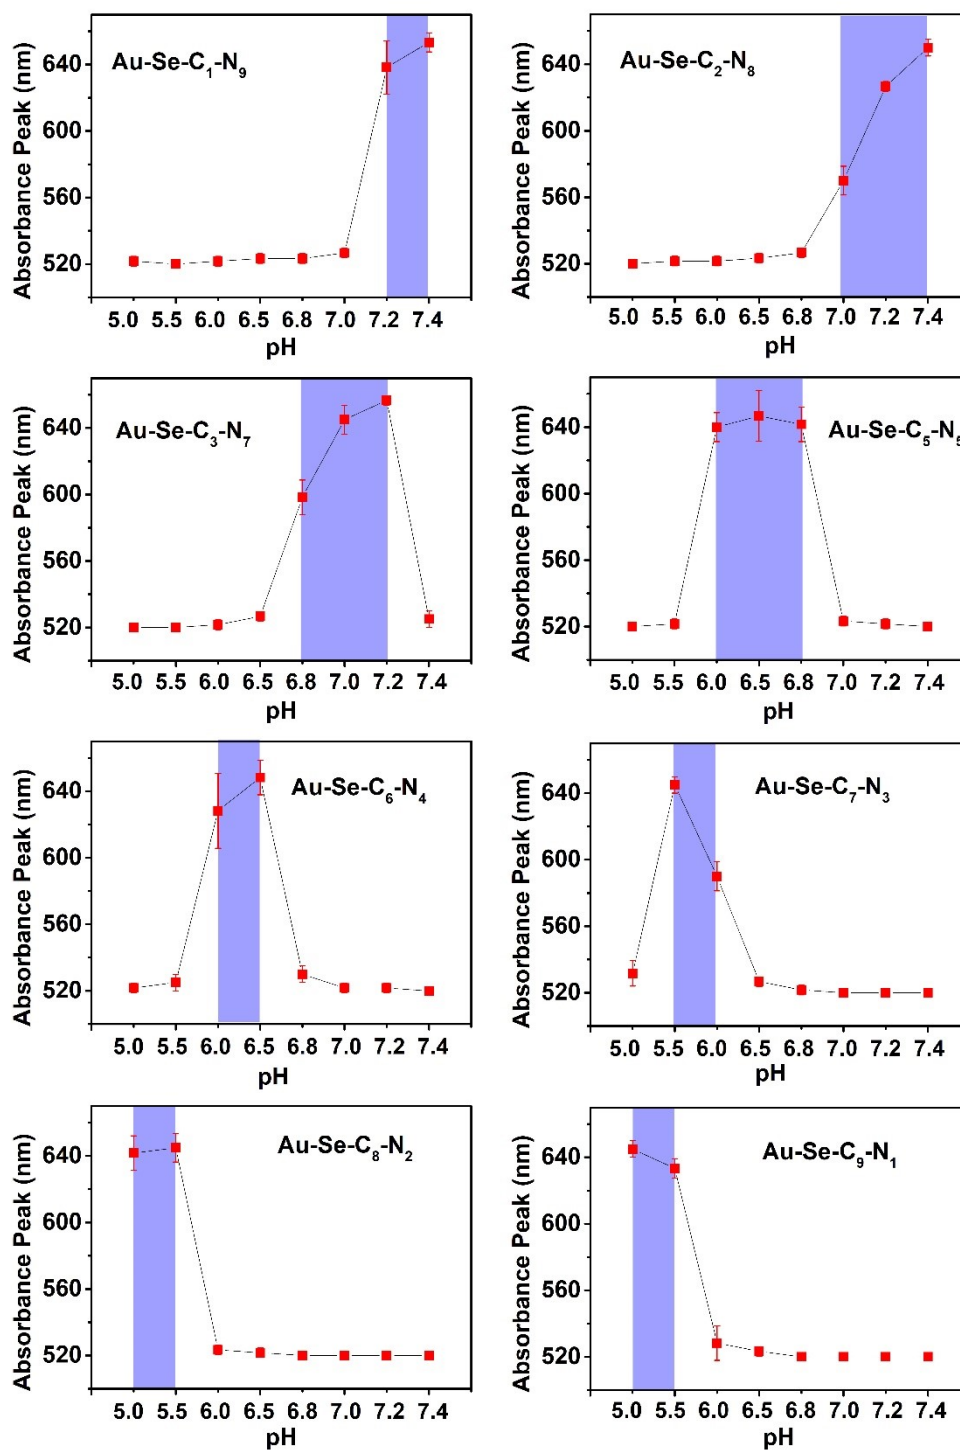 Au-Se-C₁-N₉
Absorbance Peak (nm)
640
600
560
520
5.0 5.5 6.0 6.5 6.8 7.0 7.2 7.4
pH
Au-Se-C₂-N₈
Absorbance Peak (nm)
640
600
560
520
5.0 5.5 6.0 6.5 6.8 7.0 7.2 7.4
pH
Au-Se-C₃-N₇
Absorbance Peak (nm)
640
600
560
520
5.0 5.5 6.0 6.5 6.8 7.0 7.2 7.4
pH
Au-Se-C₅-N₅
Absorbance Peak (nm)
640
600
560
520
5.0 5.5 6.0 6.8 7.0 7.2 7.4
pH
Au-Se-C₆-N₄
Absorbance Peak (nm)
640
600
560
520
5.0 5.5 6.0 6.5 6.8 7.0 7.2 7.4
pH
Au-Se-C₇-N₃
Absorbance Peak (nm)
640
600
560
520
5.0 5.5 6.0 6.5 6.8 7.0 7.2 7.4
pH
Au-Se-C₈-N₂
Absorbance Peak (nm)
640
600
560
520
5.0 5.5 6.0 6.5 6.8 7.0 7.2 7.4
pH
Au-Se-C₉-N₁
Absorbance Peak (nm)
640
600
560
520
5.0 5.5 6.0 6.5 6.8 7.0 7.2 7.4
pH